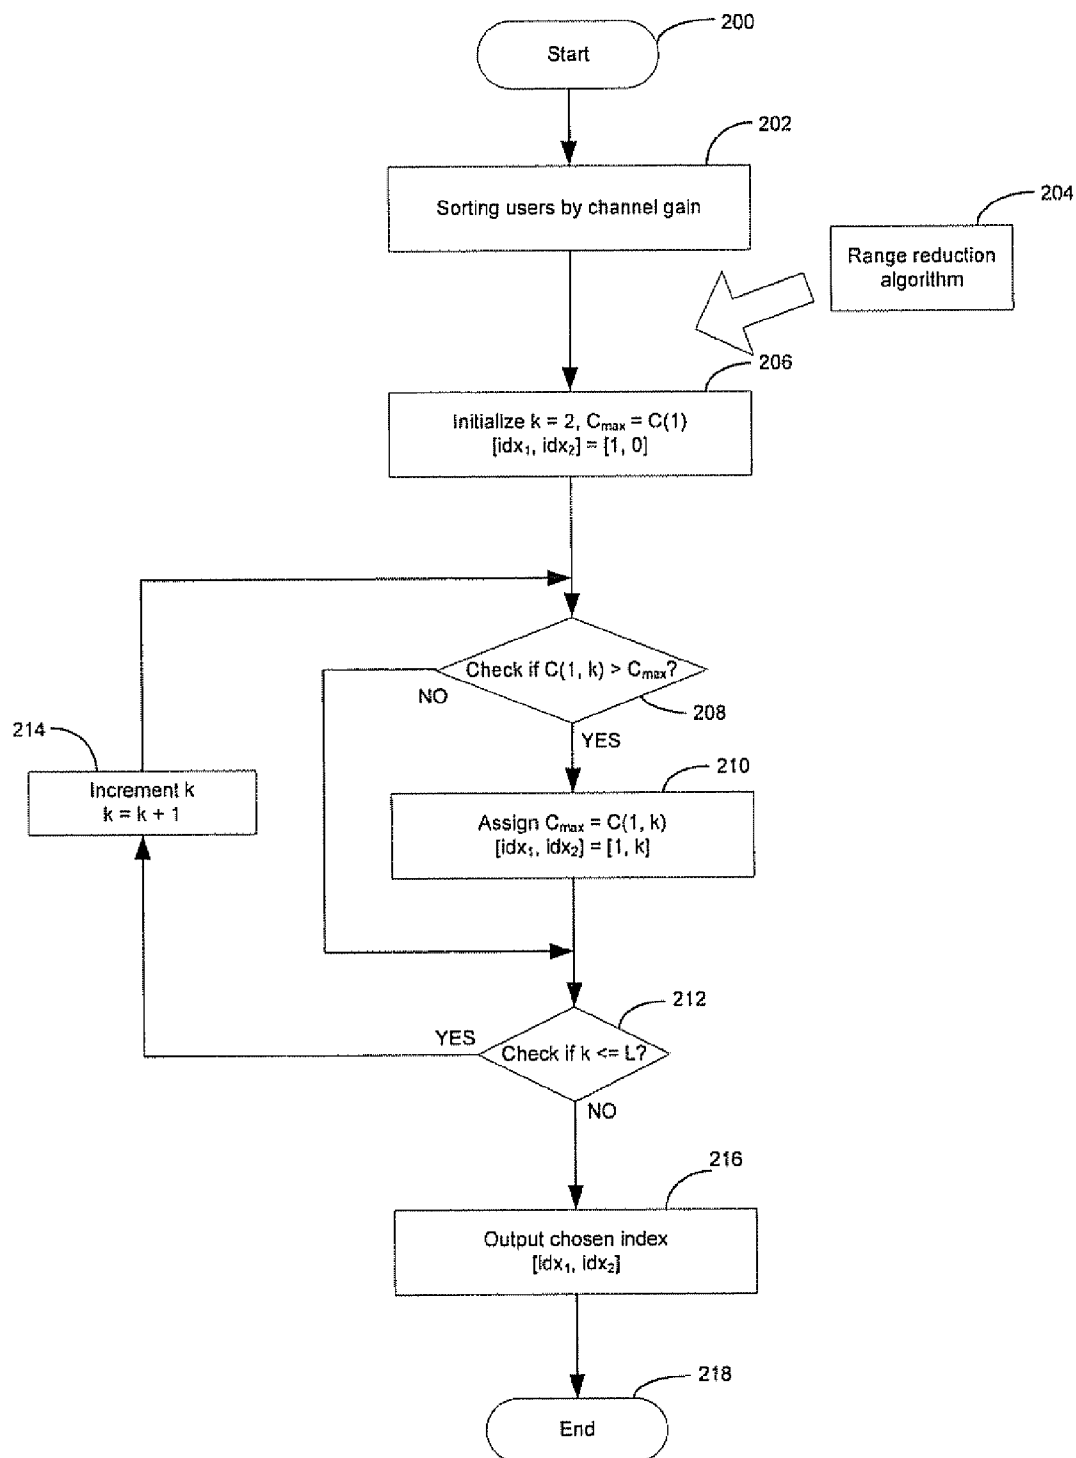 200
Start
202
Sorting users by channel gain
204
Range reduction
algorithm
206
Initialize k = 2, Cmax = C(1)
[idx₁, idx₂] = [1, 0]
Check if C(1, k) > Cmax?
NO
208
YES
214
Increment k
k = k + 1
210
Assign Cmax = C(1, k)
[idx₁, idx₂] = [1, k]
212
YES
Check if k <= L?
NO
216
Output chosen index
[idx₁, idx₂]
218
End